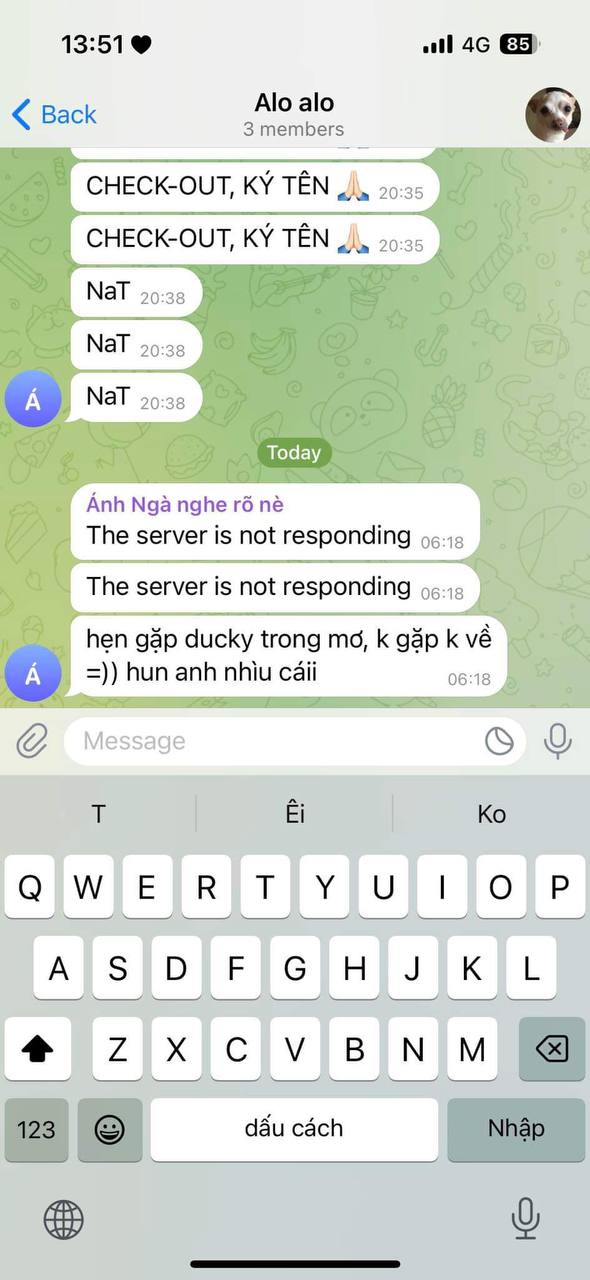 13:51
4G 85
Back
Alo alo
3 members
CHECK-OUT, KÝ TÊN 🙏🏻 20:35
CHECK-OUT, KÝ TÊN 🙏🏻 20:35
NaT 20:38
NaT 20:38
NaT 20:38
Á
Today
Ánh Ngà nghe rõ nè
The server is not responding 06:18
The server is not responding 06:18
hẹn gặp ducky trong mơ, k gặp k về
=)) hun anh nhìu cáii 06:18
Á
Message
T Êi Ko
Q W E R T Y U I O P
A S D F G H J K L
Z X C V B N M
123 dấu cách Nhập